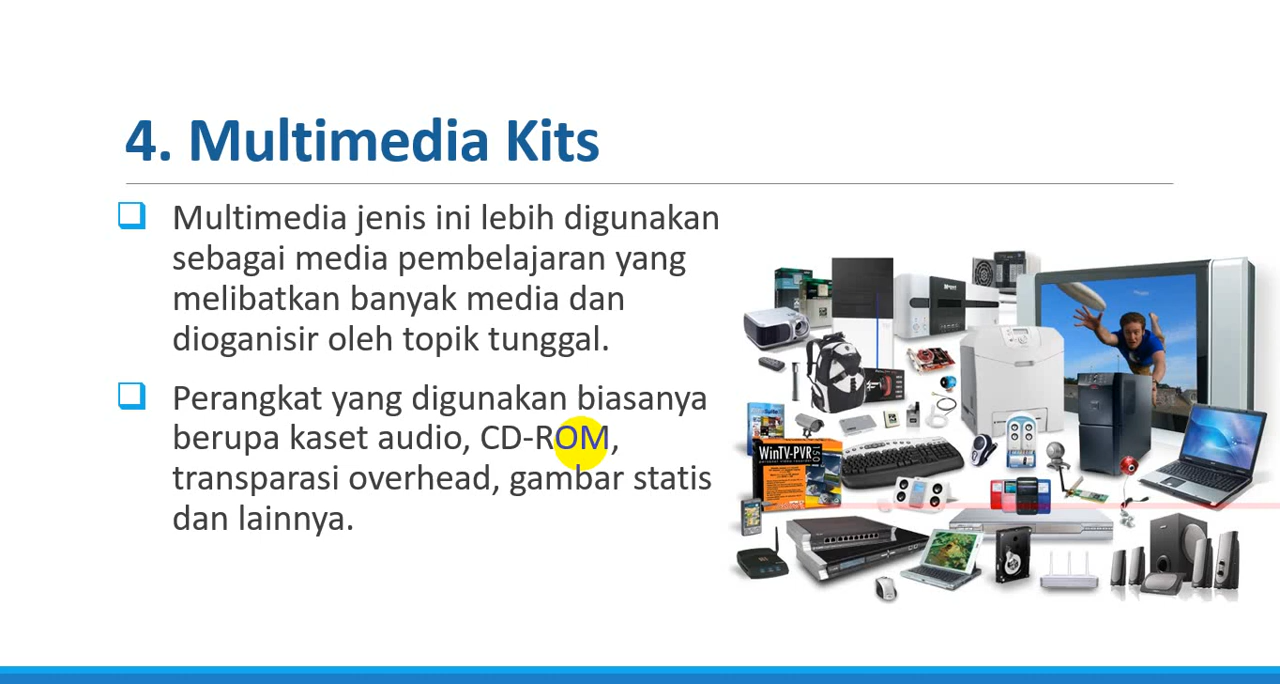 4. Multimedia Kits
Multimedia jenis ini lebih digunakan
sebagai media pembelajaran yang
melibatkan banyak media dan
dioganisir oleh topik tunggal.
Perangkat yang digunakan biasanya
berupa kaset audio, CD-ROM,
transparasi overhead, gambar statis
dan lainnya.
WinTV-PVR